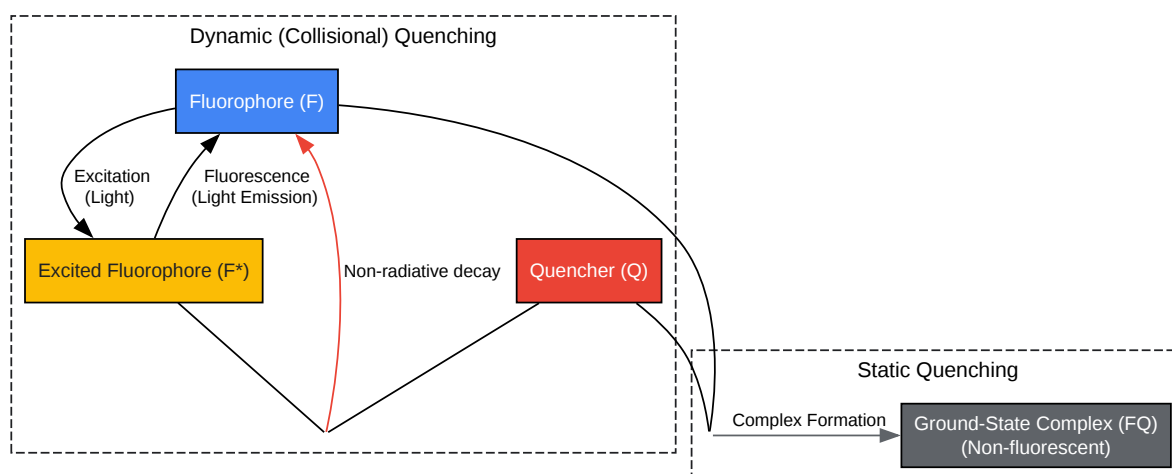 Dynamic (Collisional) Quenching
Fluorophore (F)
Excitation
(Light)
Fluorescence
(Light Emission)
Excited Fluorophore (F*)
Non-radiative decay
Quencher (Q)
Static Quenching
Complex Formation
Ground-State Complex (FQ)
(Non-fluorescent)